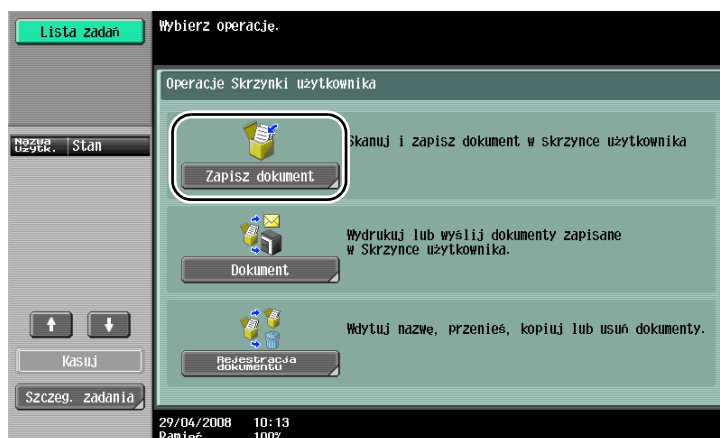 Lista zadań
Wybierz operację.
Operacje Skrzynki użytkownika
Nazwa
użytk.
Stan
Skanuj i zapisz dokument w skrzynce użytkownika
Zapisz dokument
Wydrukuj lub wyślij dokumenty zapisane
w Skrzynce użytkownika.
Dokument
Wdytuj nazwę, przenieś, kopiuj lub usuń dokumenty.
Rejestracja
dokumentu
Kasuj
Szczeg. zadania
29/04/2008 10:13
Pamięć 100%